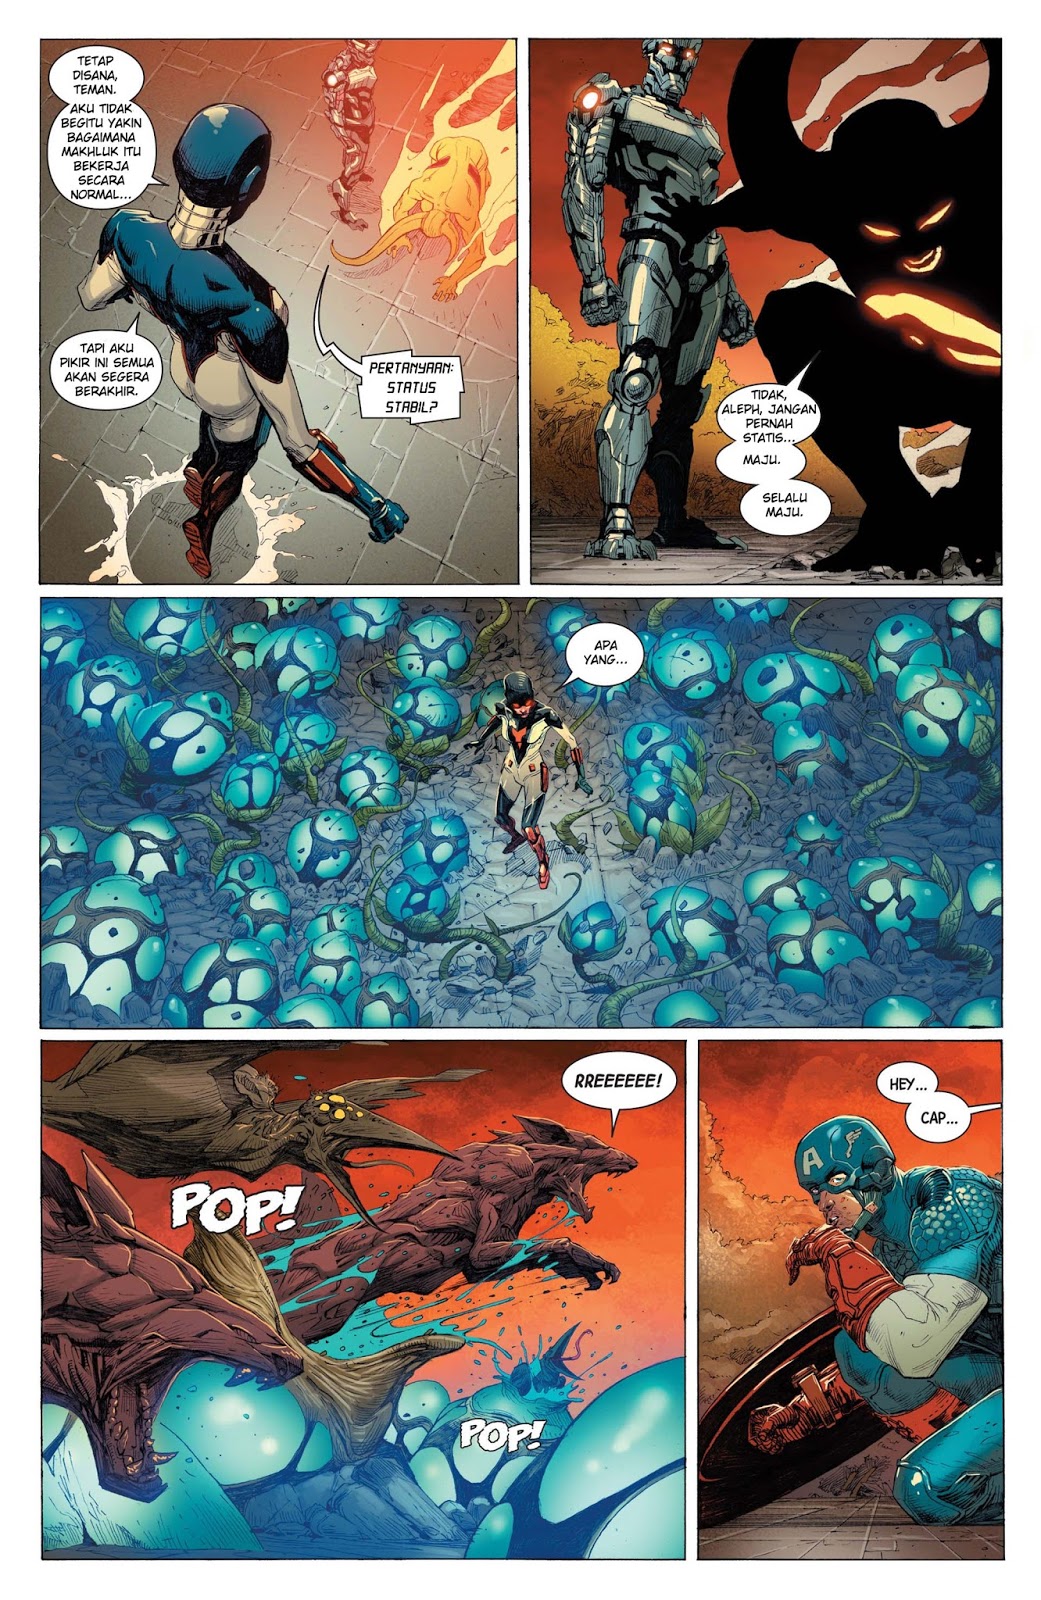 TETAP
DISANA,
TEMAN.
AKU TIDAK
BEGITU YAKIN
BAGAIMANA
MAKHLUK ITU
BEKERJA
SECARA
NORMAL...
TAPI AKU
PIKIR INI SEMUA
AKAN SEGERA
BERAKHIR.
PERTANYAAN:
STATUS
STABIL?
TIDAK,
ALEPH, JANGAN
PERNAH
STATIS...
MAJU.
SELALU
MAJU.
APA
YANG...
RREEEEEE!
POP!
POP!
HEY...
CAP...
A